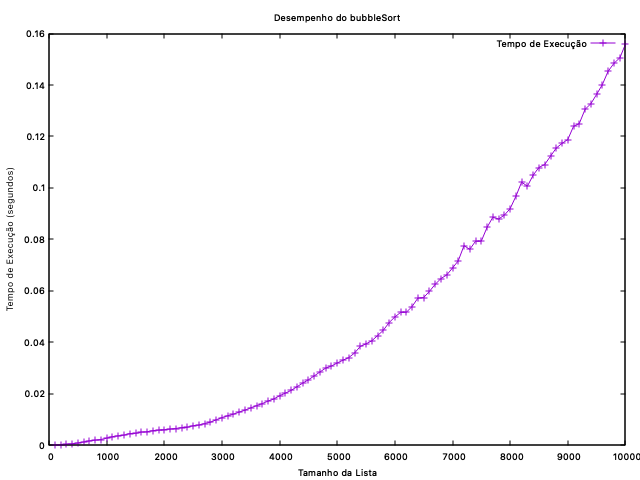 Desempenho do bubbleSort
Tempo de Execução
Tempo de Execução (segundos)
0.16
0.14
0.12
0.1
0.08
0.06
0.04
0.02
0
0 1000 2000 3000 4000 5000 6000 7000 8000 9000 10000
Tamanho da Lista